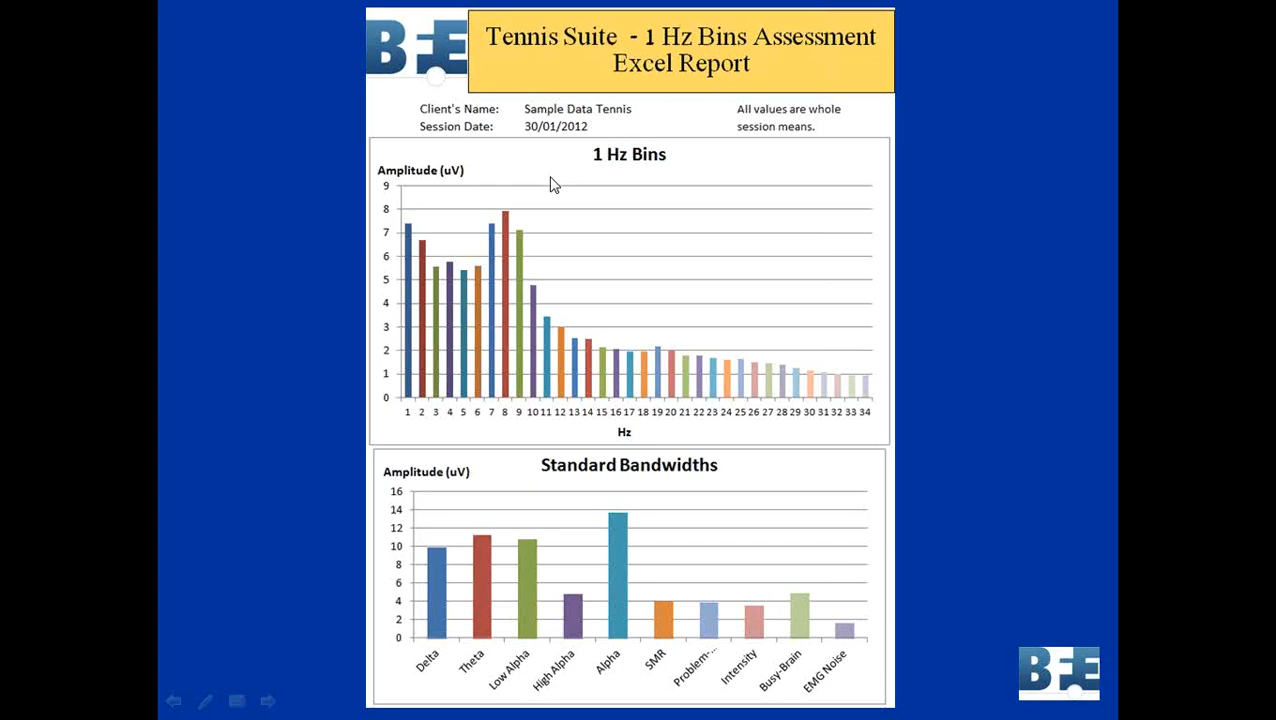 BFE
Tennis Suite - 1 Hz Bins Assessment
Excel Report
Client's Name: Sample Data Tennis
All values are whole
Session Date: 30/01/2012
session means.
1 Hz Bins
Amplitude (uV)
9
8
7
6
5
4
3
2
1
0
1 2 3 4 5 6 7 8 9 10 11 12 13 14 15 16 17 18 19 20 21 22 23 24 25 26 27 28 29 30 31 32 33 34
Hz
Standard Bandwidths
Amplitude (uV)
16
14
12
10
8
6
4
2
0
Delta
Theta
Low Alpha
High Alpha
Alpha
SMR
Problem-...
Intensity
Busy-Brain
EMG Noise
BFE